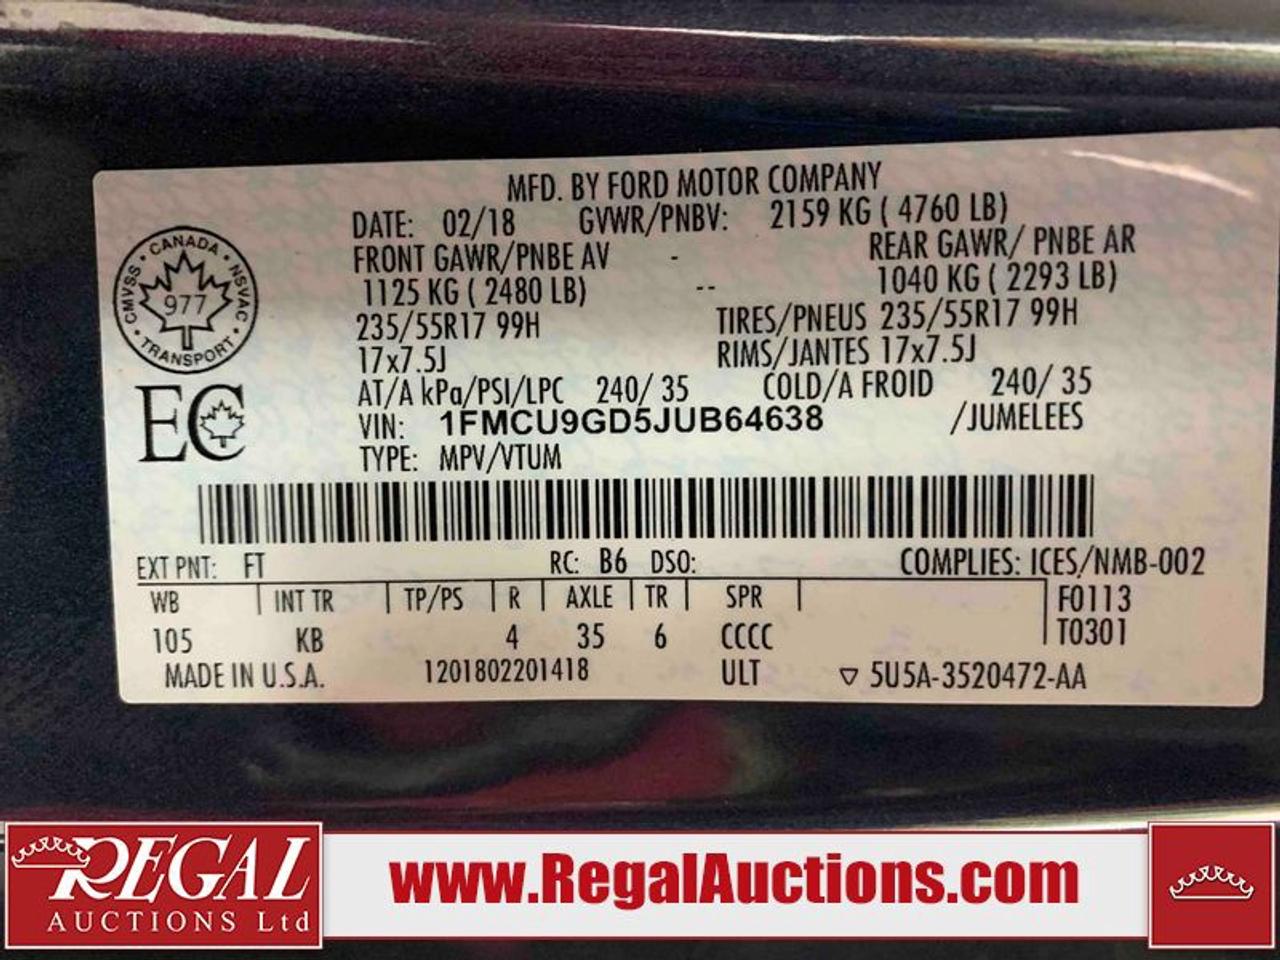 MFD. BY FORD MOTOR COMPANY
DATE: 02/18 GVWR/PNBV: 2159 KG ( 4760 LB)
FRONT GAWR/PNBE AV - REAR GAWR/ PNBE AR
1125 KG ( 2480 LB) -- 1040 KG ( 2293 LB)
235/55R17 99H TIRES/PNEUS 235/55R17 99H
17x7.5J RIMS/JANTES 17x7.5J
AT/A kPa/PSI/LPC 240/ 35 COLD/A FROID 240/ 35
VIN: 1FMCU9GD5JUB64638 /JUMELEES
TYPE: MPV/VTUM
CANADA
CMVSS • NSVAC
977
TRANSPORT
EC
EXT PNT: FT RC: B6 DSO: COMPLIES: ICES/NMB-002
WB | INT TR | TP/PS | R | AXLE | TR | SPR | F0113
105 KB 4 35 6 CCCC T0301
MADE IN U.S.A. 1201802201418 ULT ▽ 5U5A-3520472-AA
REGAL
AUCTIONS Ltd
www.RegalAuctions.com